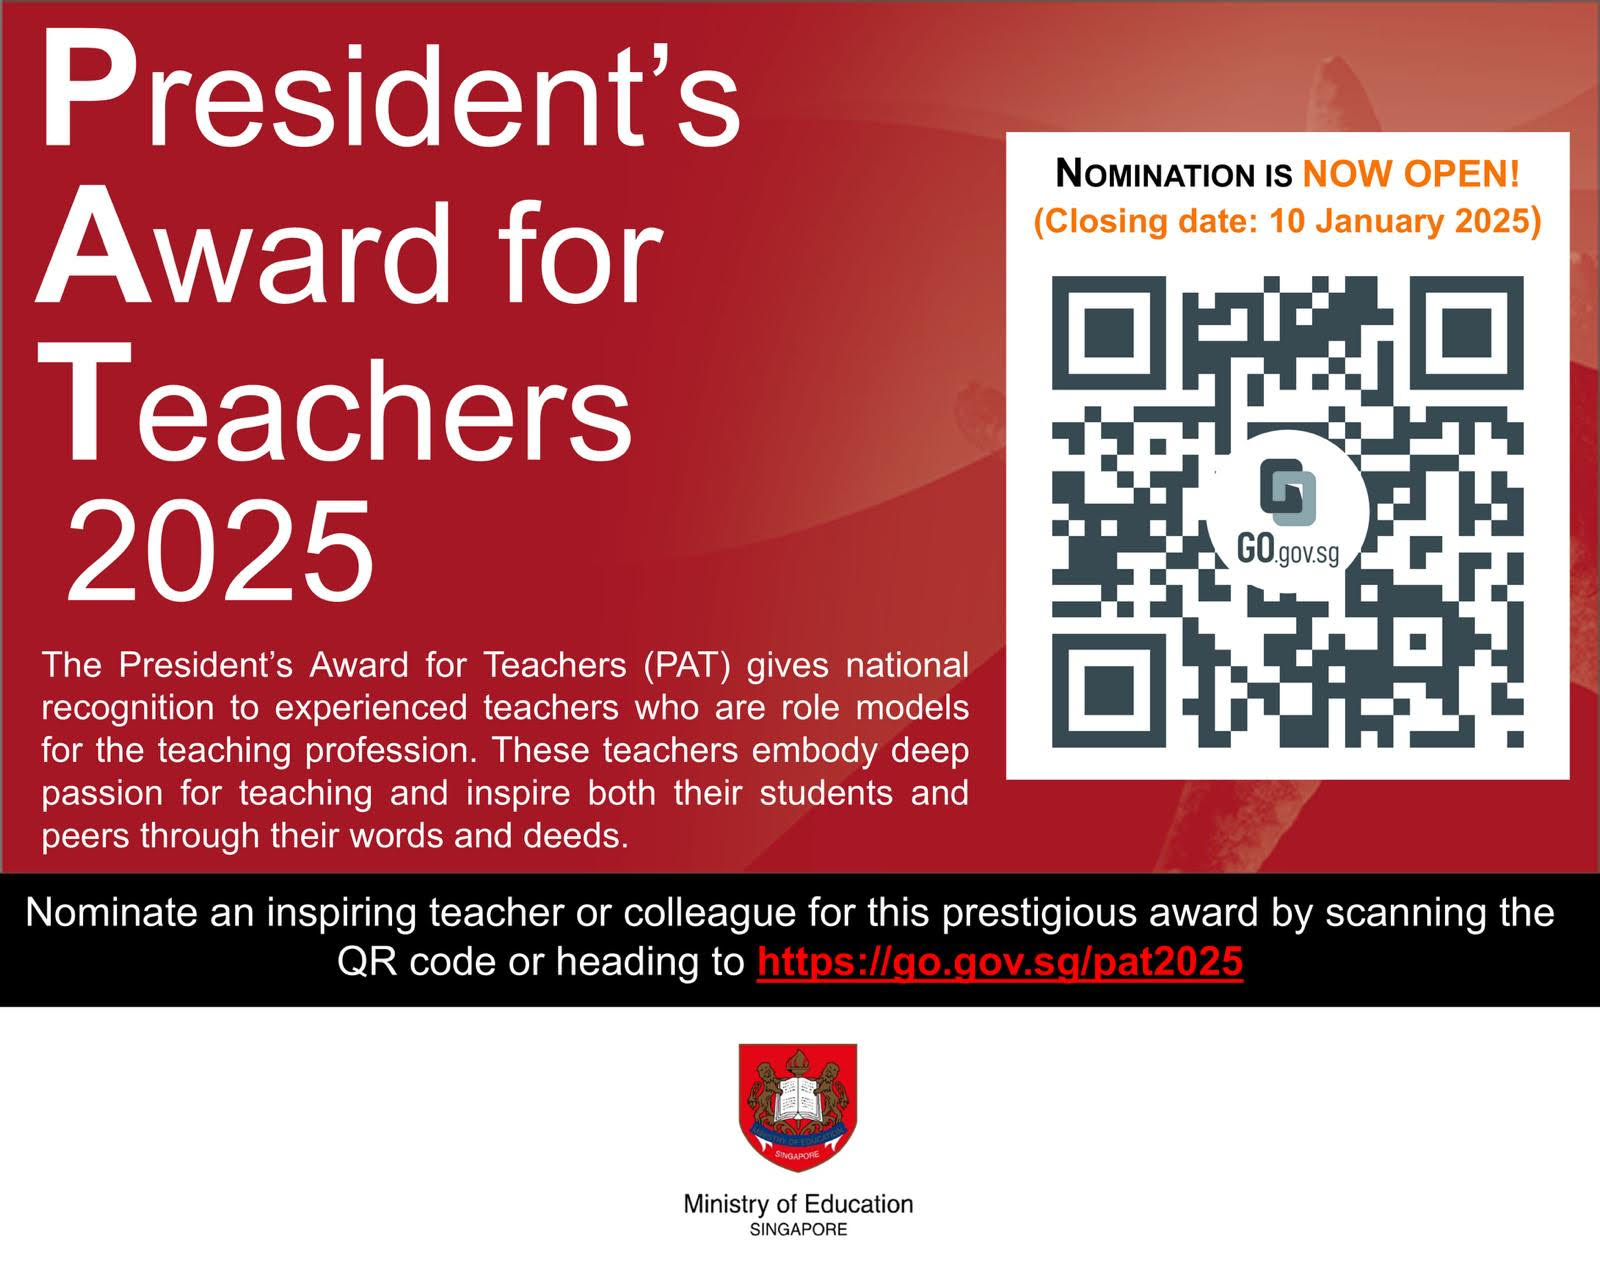 President’s
Award for
Teachers
2025
The President’s Award for Teachers (PAT) gives national
recognition to experienced teachers who are role models
for the teaching profession. These teachers embody deep
passion for teaching and inspire both their students and
peers through their words and deeds.
NOMINATION IS NOW OPEN!
(Closing date: 10 January 2025)
GO.gov.sg
Nominate an inspiring teacher or colleague for this prestigious award by scanning the
QR code or heading to https://go.gov.sg/pat2025
MINISTRY OF EDUCATION
SINGAPORE
Ministry of Education
SINGAPORE